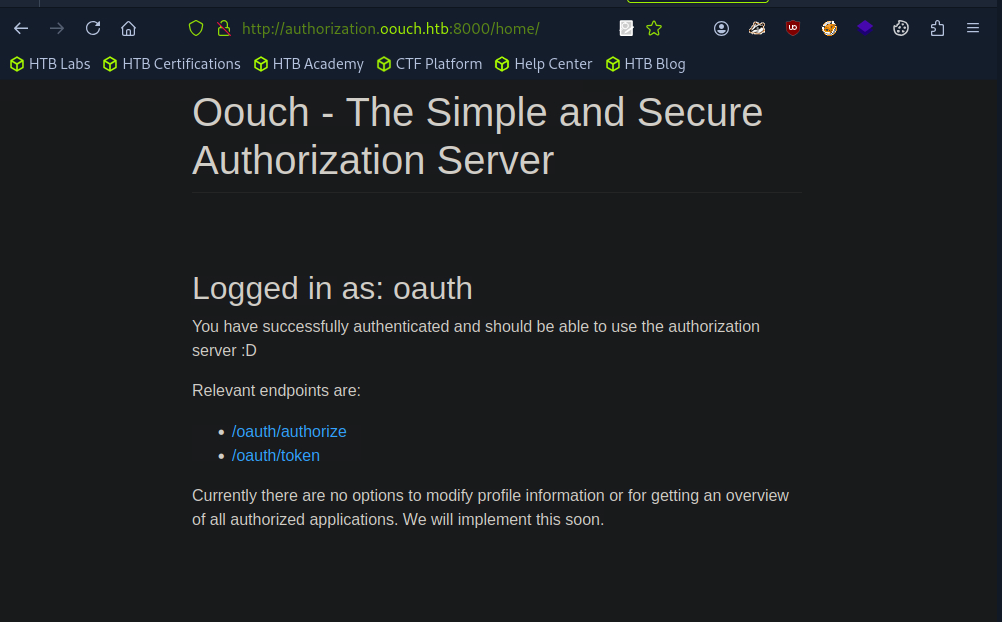 http://authorization.oouch.htb:8000/home/
HTB Labs HTB Certifications HTB Academy CTF Platform Help Center HTB Blog
Oouch - The Simple and Secure
Authorization Server
Logged in as: oauth
You have successfully authenticated and should be able to use the authorization
server :D
Relevant endpoints are:
/oauth/authorize
/oauth/token
Currently there are no options to modify profile information or for getting an overview
of all authorized applications. We will implement this soon.